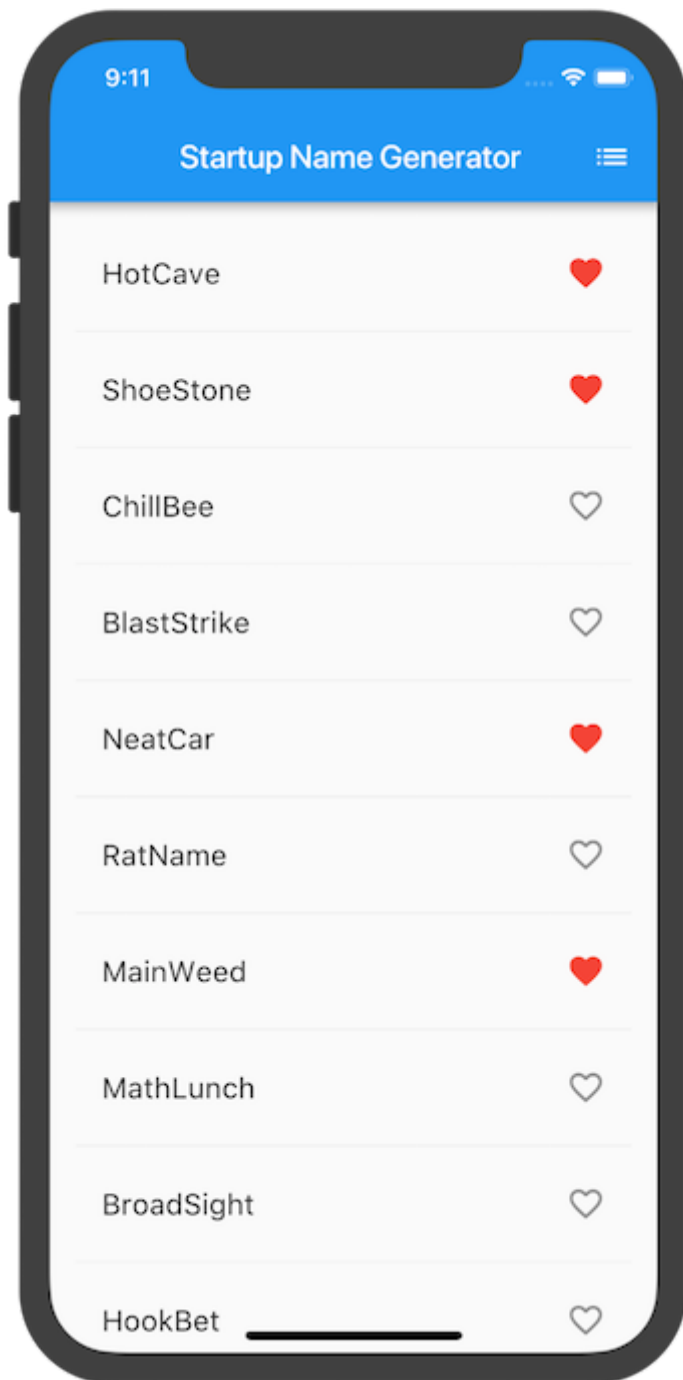 9:11
Startup Name Generator
HotCave
ShoeStone
ChillBee
BlastStrike
NeatCar
RatName
MainWeed
MathLunch
BroadSight
HookBet